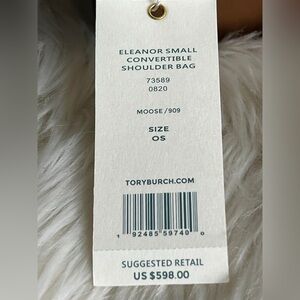 ELEANOR SMALL
CONVERTIBLE
SHOULDER BAG
73589
0820
MOOSE/909
SIZE
OS
TORYBURCH.COM
1 92485 59740 0
SUGGESTED RETAIL
US $598.00